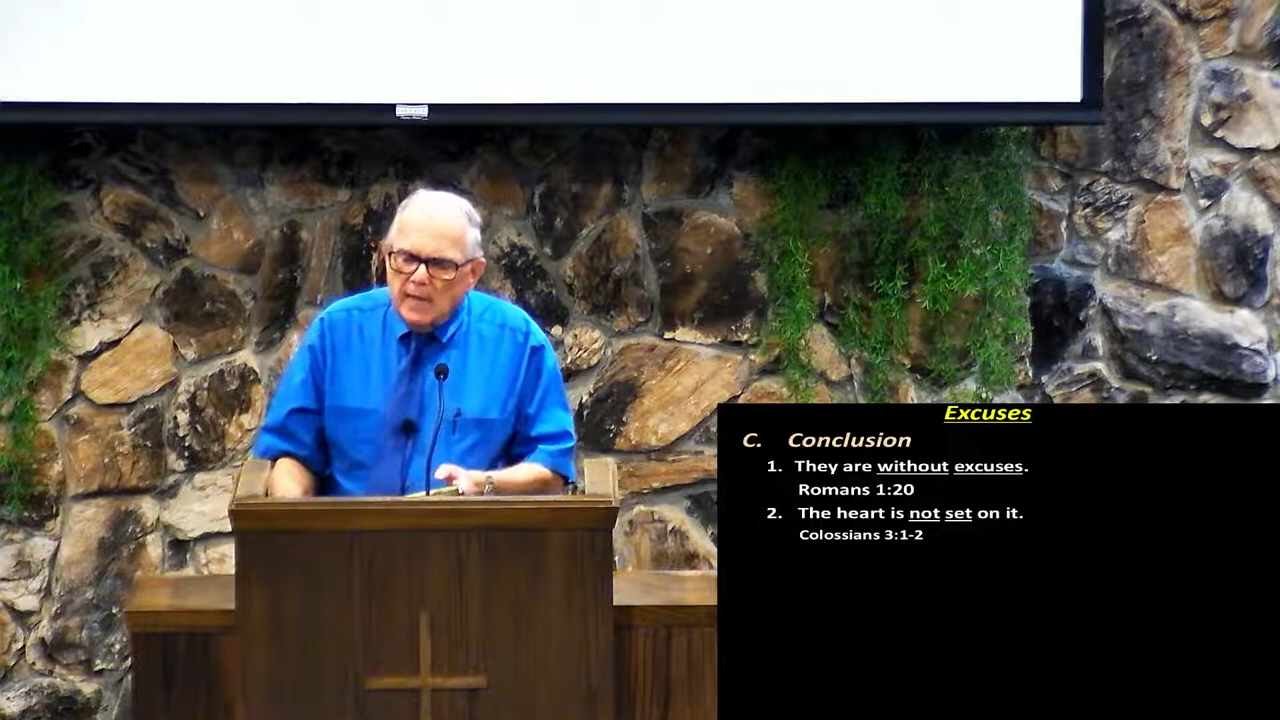 Excuses
C. Conclusion
1. They are without excuses.
Romans 1:20
2. The heart is not set on it.
Colossians 3:1-2